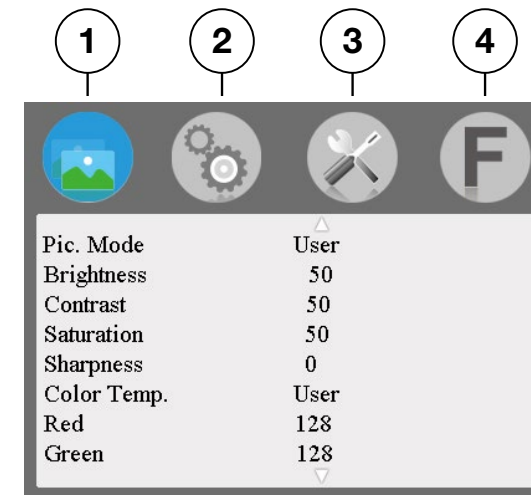 1 2 3 4
F
Pic. Mode User
Brightness 50
Contrast 50
Saturation 50
Sharpness 0
Color Temp. User
Red 128
Green 128